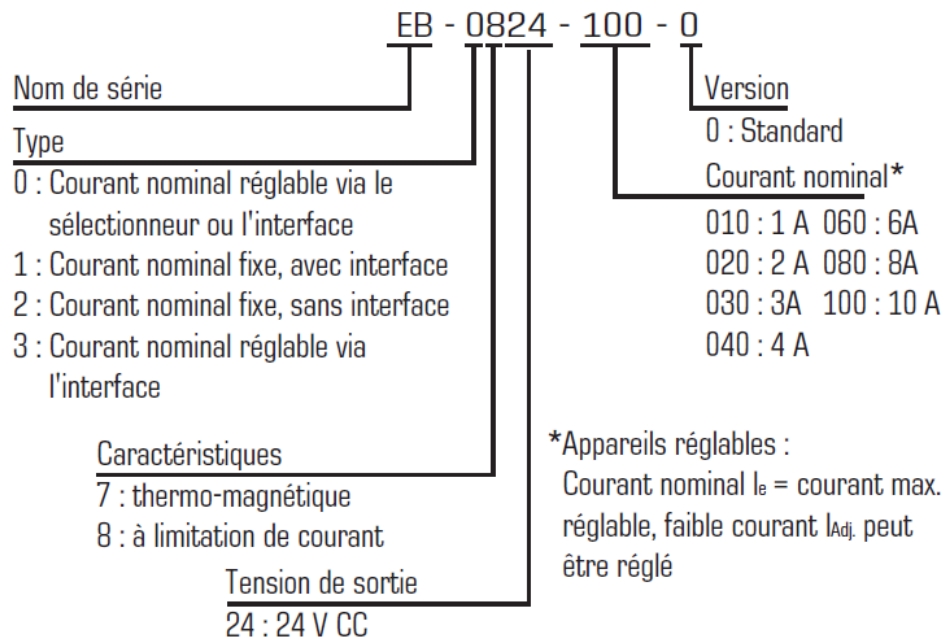 EB - 0824 - 100 - 0
Nom de série
Type
0 : Courant nominal réglable via le
sélectionneur ou l'interface
1 : Courant nominal fixe, avec interface
2 : Courant nominal fixe, sans interface
3 : Courant nominal réglable via
l'interface
Caractéristiques
7 : thermo-magnétique
8 : à limitation de courant
Tension de sortie
24 : 24 V CC
Version
0 : Standard
Courant nominal*
010 : 1 A 060 : 6A
020 : 2 A 080 : 8A
030 : 3A 100 : 10 A
040 : 4 A
*Appareils réglables :
Courant nominal Ie = courant max.
réglable, faible courant IAdj. peut
être réglé